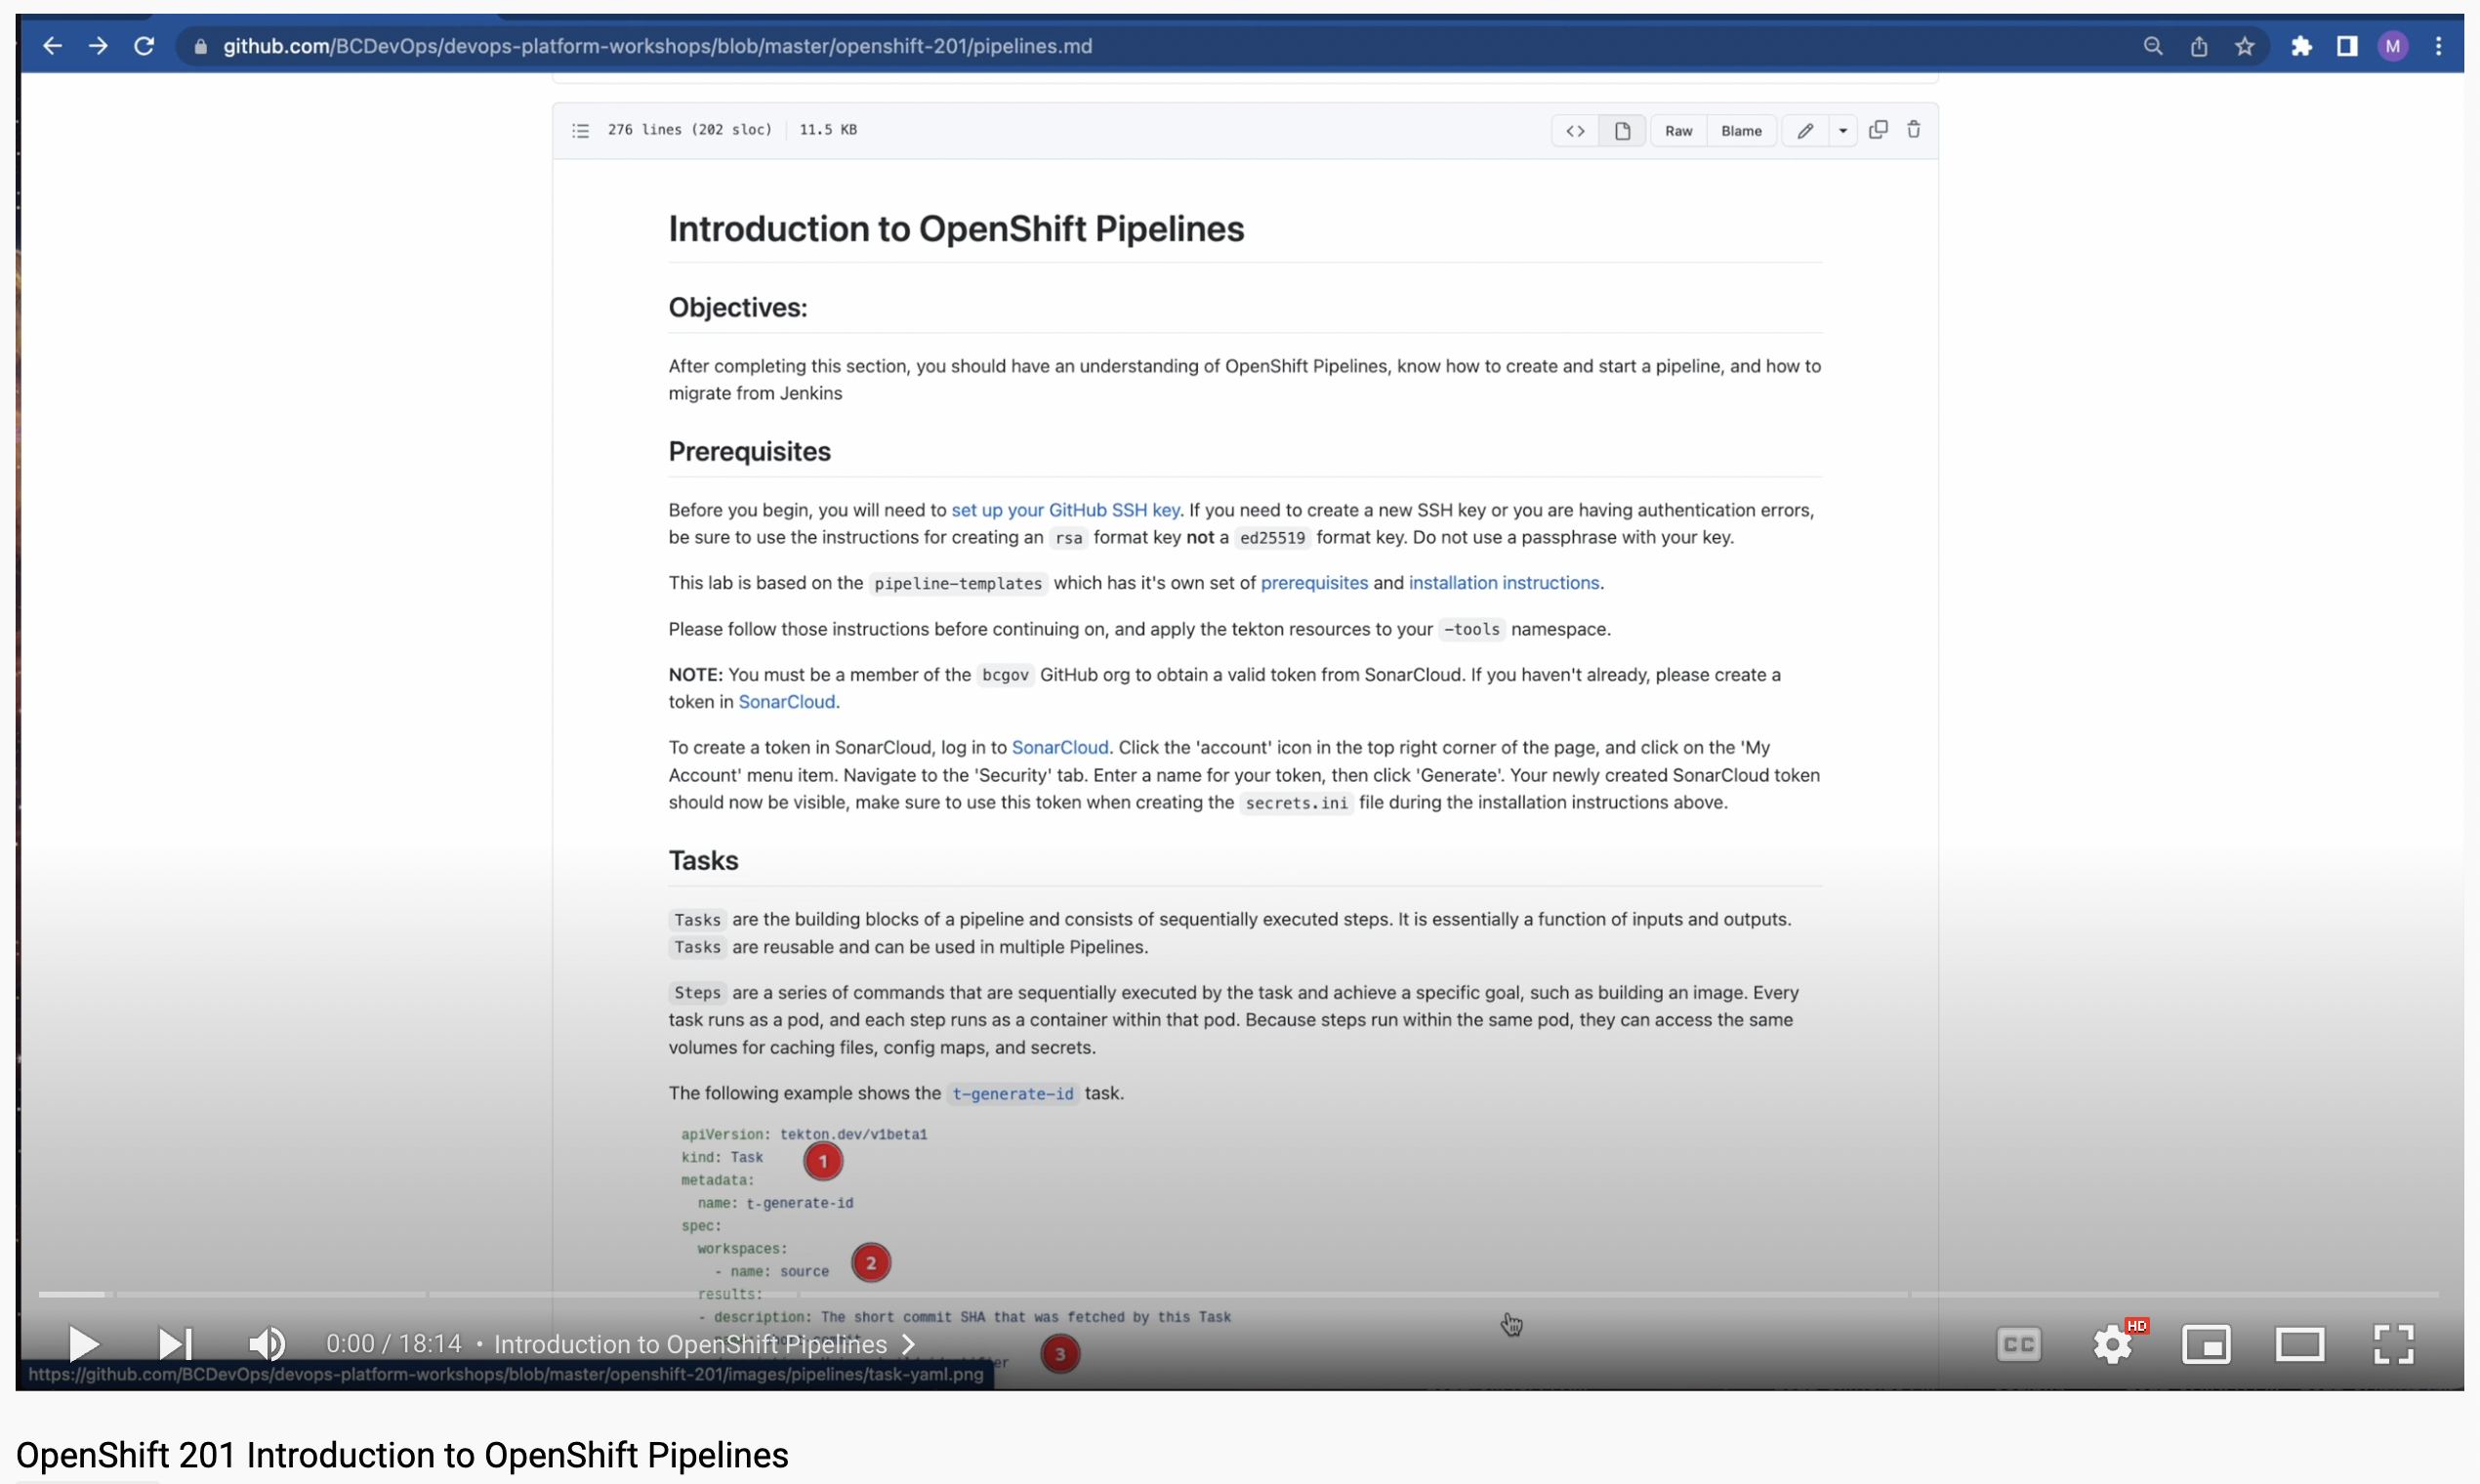 github.com/BCDevOps/devops-platform-workshops/blob/master/openshift-201/pipelines.md
M
276 lines (202 sloc) 11.5 KB
<> Raw Blame
Introduction to OpenShift Pipelines
Objectives:
After completing this section, you should have an understanding of OpenShift Pipelines, know how to create and start a pipeline, and how to
migrate from Jenkins
Prerequisites
Before you begin, you will need to set up your GitHub SSH key. If you need to create a new SSH key or you are having authentication errors,
be sure to use the instructions for creating an rsa format key not a ed25519 format key. Do not use a passphrase with your key.
This lab is based on the pipeline-templates which has it's own set of prerequisites and installation instructions.
Please follow those instructions before continuing on, and apply the tekton resources to your -tools namespace.
NOTE: You must be a member of the bcgov GitHub org to obtain a valid token from SonarCloud. If you haven't already, please create a
token in SonarCloud.
To create a token in SonarCloud, log in to SonarCloud. Click the 'account' icon in the top right corner of the page, and click on the 'My
Account' menu item. Navigate to the 'Security' tab. Enter a name for your token, then click 'Generate'. Your newly created SonarCloud token
should now be visible, make sure to use this token when creating the secrets.ini file during the installation instructions above.
Tasks
Tasks are the building blocks of a pipeline and consists of sequentially executed steps. It is essentially a function of inputs and outputs.
Tasks are reusable and can be used in multiple Pipelines.
Steps are a series of commands that are sequentially executed by the task and achieve a specific goal, such as building an image. Every
task runs as a pod, and each step runs as a container within that pod. Because steps run within the same pod, they can access the same
volumes for caching files, config maps, and secrets.
The following example shows the t-generate-id task.
apiVersion: tekton.dev/v1beta1
kind: Task 1
metadata:
name: t-generate-id
spec:
workspaces:
- name: source 2
results:
- description: The short commit SHA that was fetched by this Task
0:00 / 18:14 • Introduction to OpenShift Pipelines
3
CC HD
https://github.com/BCDevOps/devops-platform-workshops/blob/master/openshift-201/images/pipelines/task-yaml.png
OpenShift 201 Introduction to OpenShift Pipelines